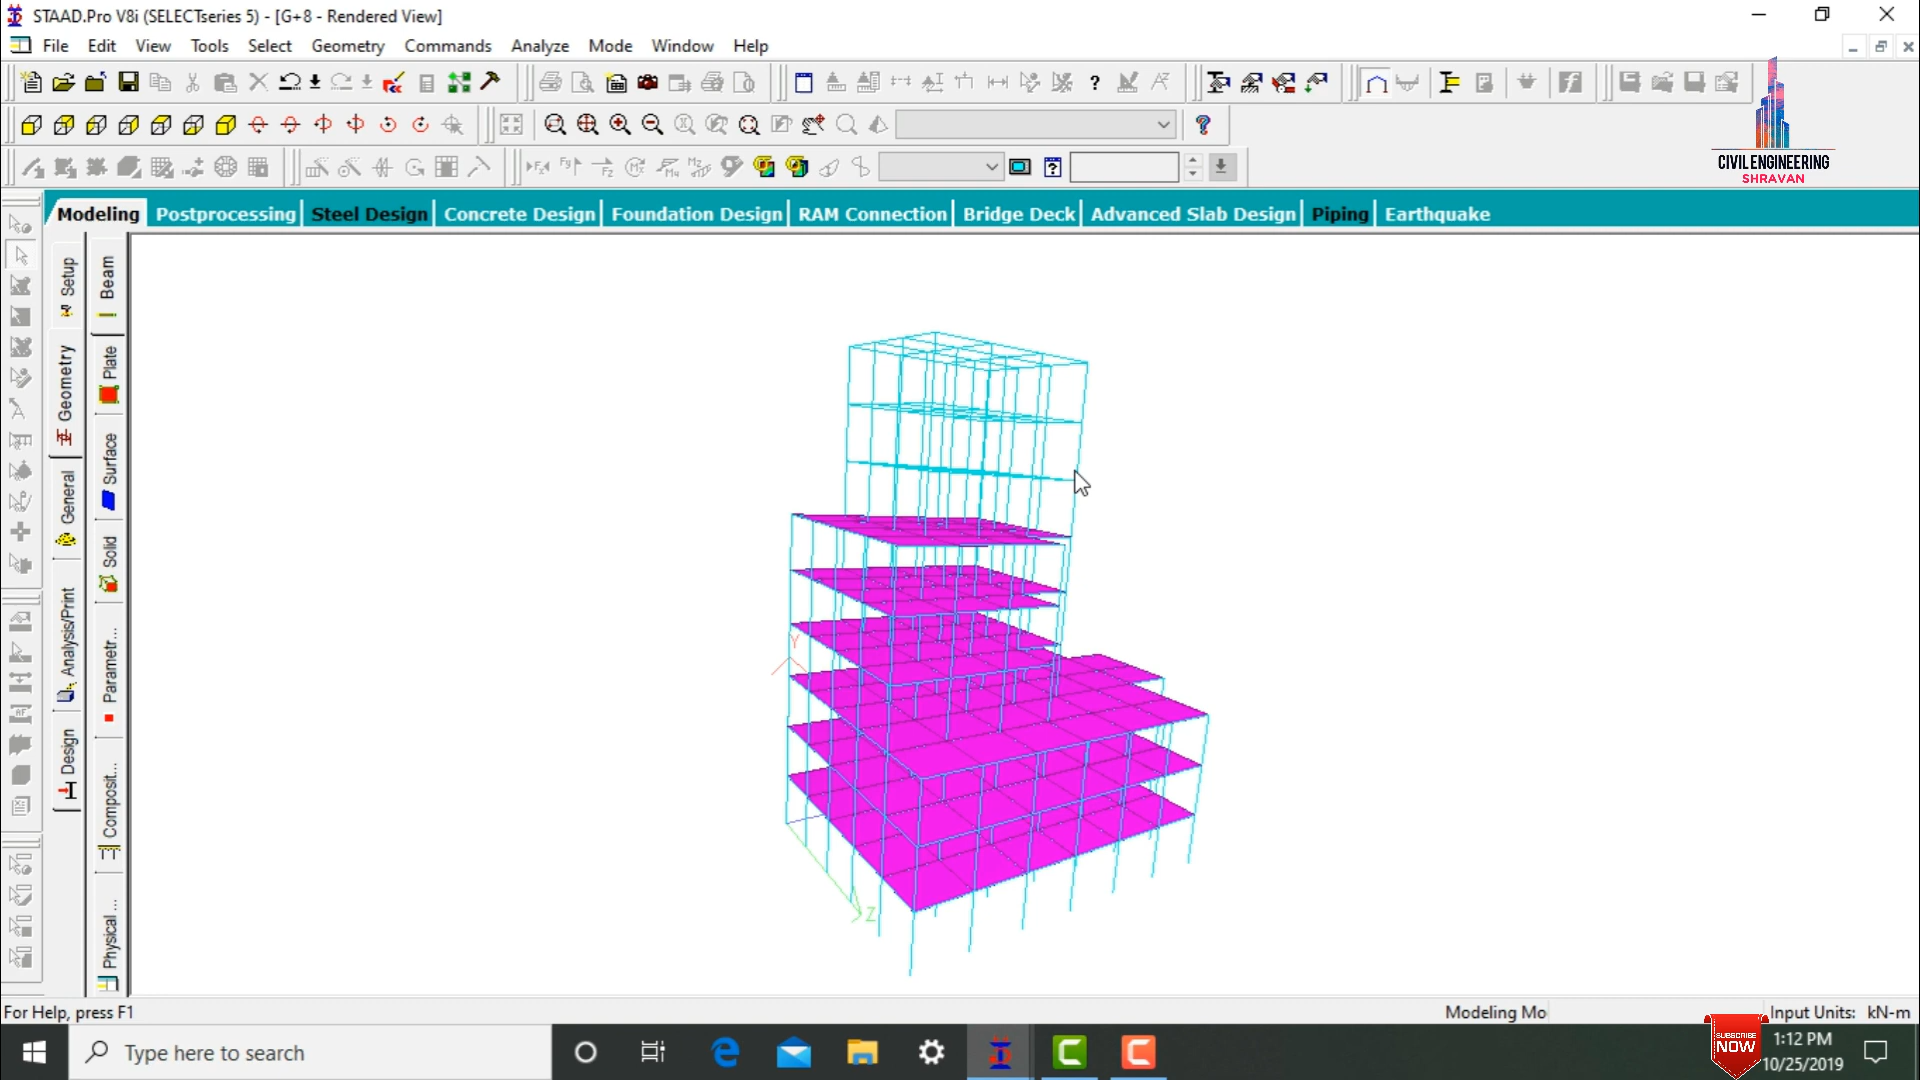 STAAD.Pro V8i (SELECTseries 5) - [G+8 - Rendered View]
File Edit View Tools Select Geometry Commands Analyze Mode Window Help
CIVIL ENGINEERING
SHRAVAN
Modeling Postprocessing Steel Design Concrete Design Foundation Design RAM Connection Bridge Deck Advanced Slab Design Piping Earthquake
Setup
Geometry
General
Analysis/Print
Design
Beam
Plate
Surface
Solid
Parametr...
Composit...
Physical ...
Y
Z
For Help, press F1
Modeling Mo
Input Units: kN-m
Type here to search
SUBSCRIBE
NOW
1:12 PM
10/25/2019